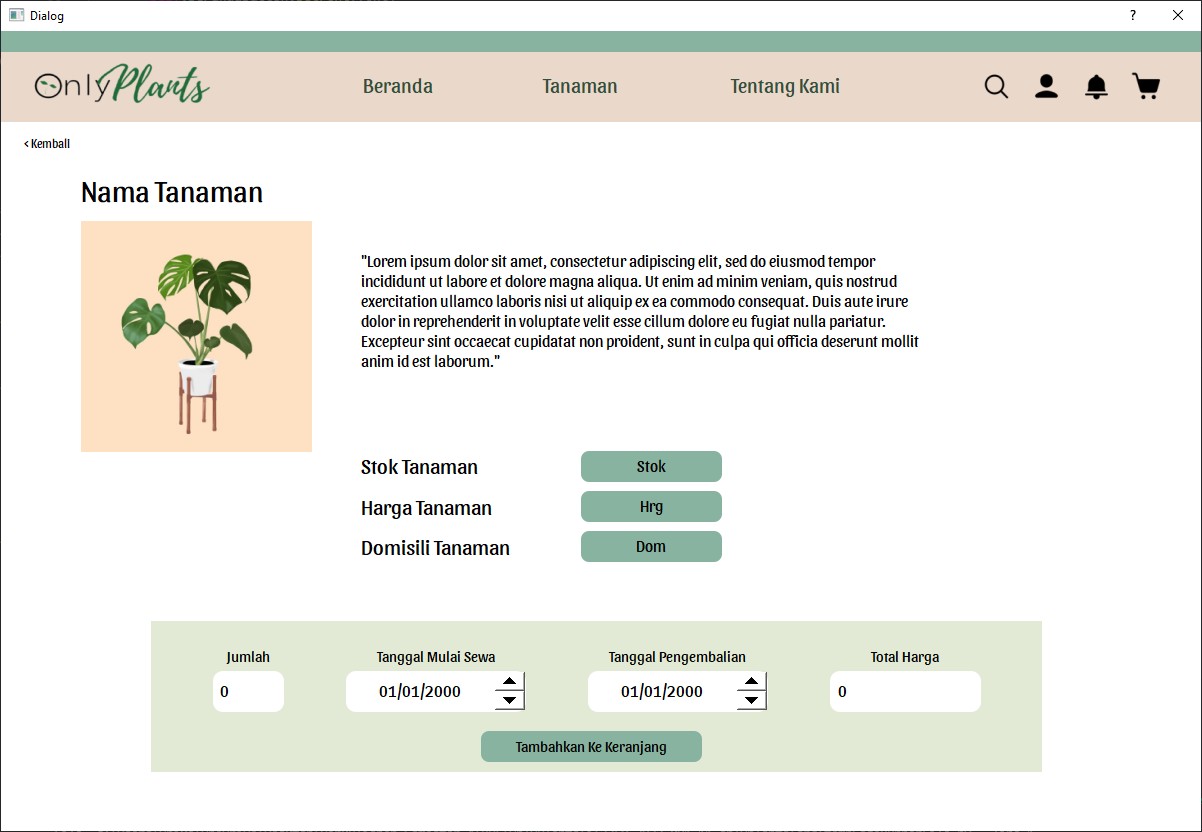 Dialog
?
OnlyPlants
Beranda
Tanaman
Tentang Kami
< Kembali
Nama Tanaman
"Lorem ipsum dolor sit amet, consectetur adipiscing elit, sed do eiusmod tempor
incididunt ut labore et dolore magna aliqua. Ut enim ad minim veniam, quis nostrud
exercitation ullamco laboris nisi ut aliquip ex ea commodo consequat. Duis aute irure
dolor in reprehenderit in voluptate velit esse cillum dolore eu fugiat nulla pariatur.
Excepteur sint occaecat cupidatat non proident, sunt in culpa qui officia deserunt mollit
anim id est laborum."
Stok Tanaman
Stok
Harga Tanaman
Hrg
Domisili Tanaman
Dom
Jumlah
Tanggal Mulai Sewa
Tanggal Pengembalian
Total Harga
0
01/01/2000
01/01/2000
0
Tambahkan Ke Keranjang